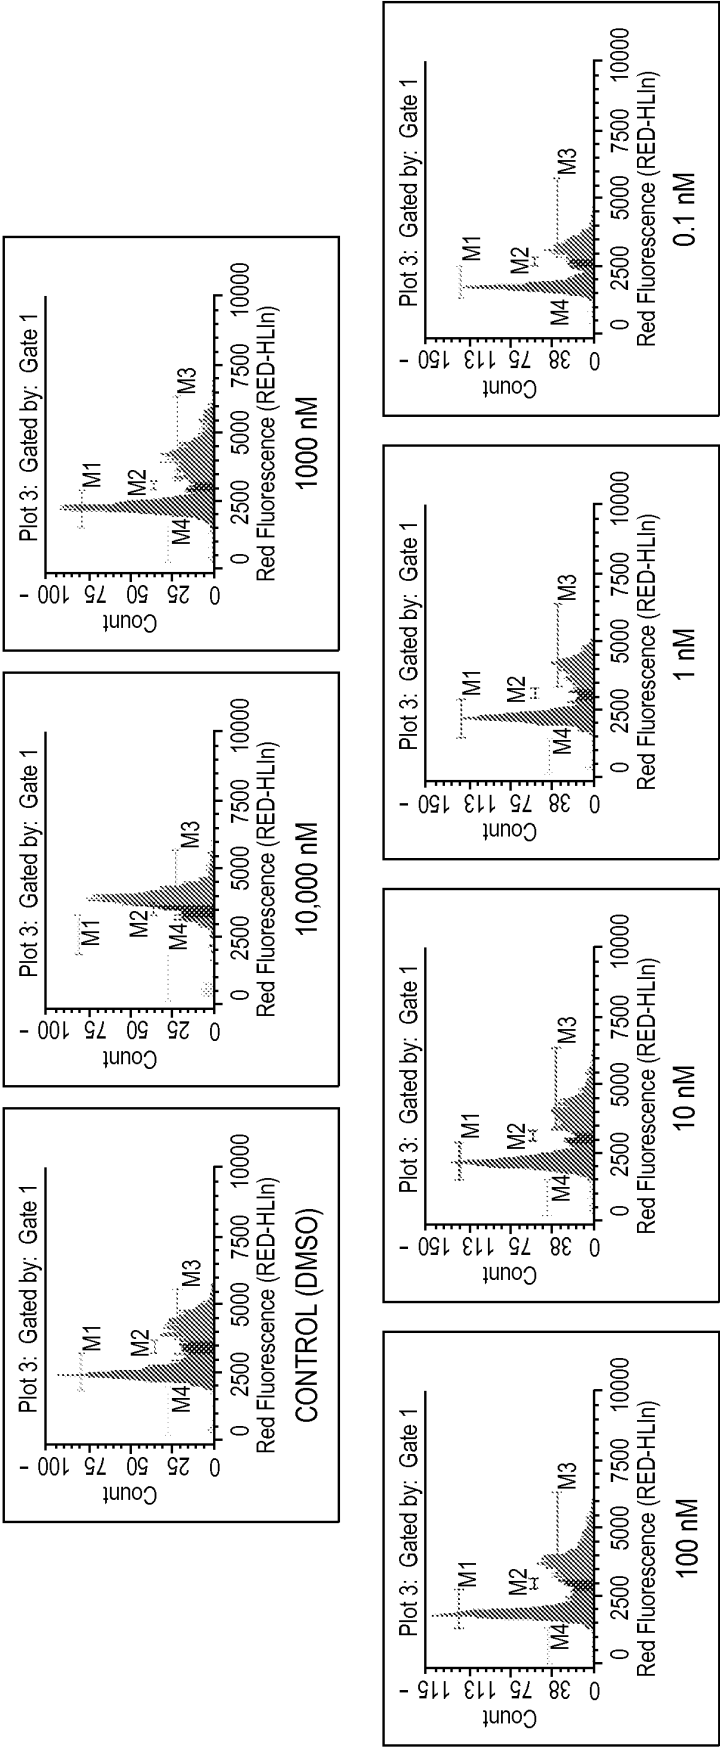 Plot 3: Gated by: Gate 1
100
75
50
25
0
Count
M1
M2
M3
M4
0 2500 5000 7500 10000
Red Fluorescence (RED-HLIn)
CONTROL (DMSO)
Plot 3: Gated by: Gate 1
100
75
50
25
0
Count
M1
M2
M3
M4
0 2500 5000 7500 10000
Red Fluorescence (RED-HLIn)
10,000 nM
Plot 3: Gated by: Gate 1
100
75
50
25
0
Count
M1
M2
M3
M4
0 2500 5000 7500 10000
Red Fluorescence (RED-HLIn)
1000 nM
Plot 3: Gated by: Gate 1
115
113
75
38
0
Count
M1
M2
M3
M4
0 2500 5000 7500 10000
Red Fluorescence (RED-HLIn)
100 nM
Plot 3: Gated by: Gate 1
150
113
75
38
0
Count
M1
M2
M3
M4
0 2500 5000 7500 10000
Red Fluorescence (RED-HLIn)
10 nM
Plot 3: Gated by: Gate 1
150
113
75
38
0
Count
M1
M2
M3
M4
0 2500 5000 7500 10000
Red Fluorescence (RED-HLIn)
1 nM
Plot 3: Gated by: Gate 1
150
113
75
38
0
Count
M1
M2
M3
M4
0 2500 5000 7500 10000
Red Fluorescence (RED-HLIn)
0.1 nM